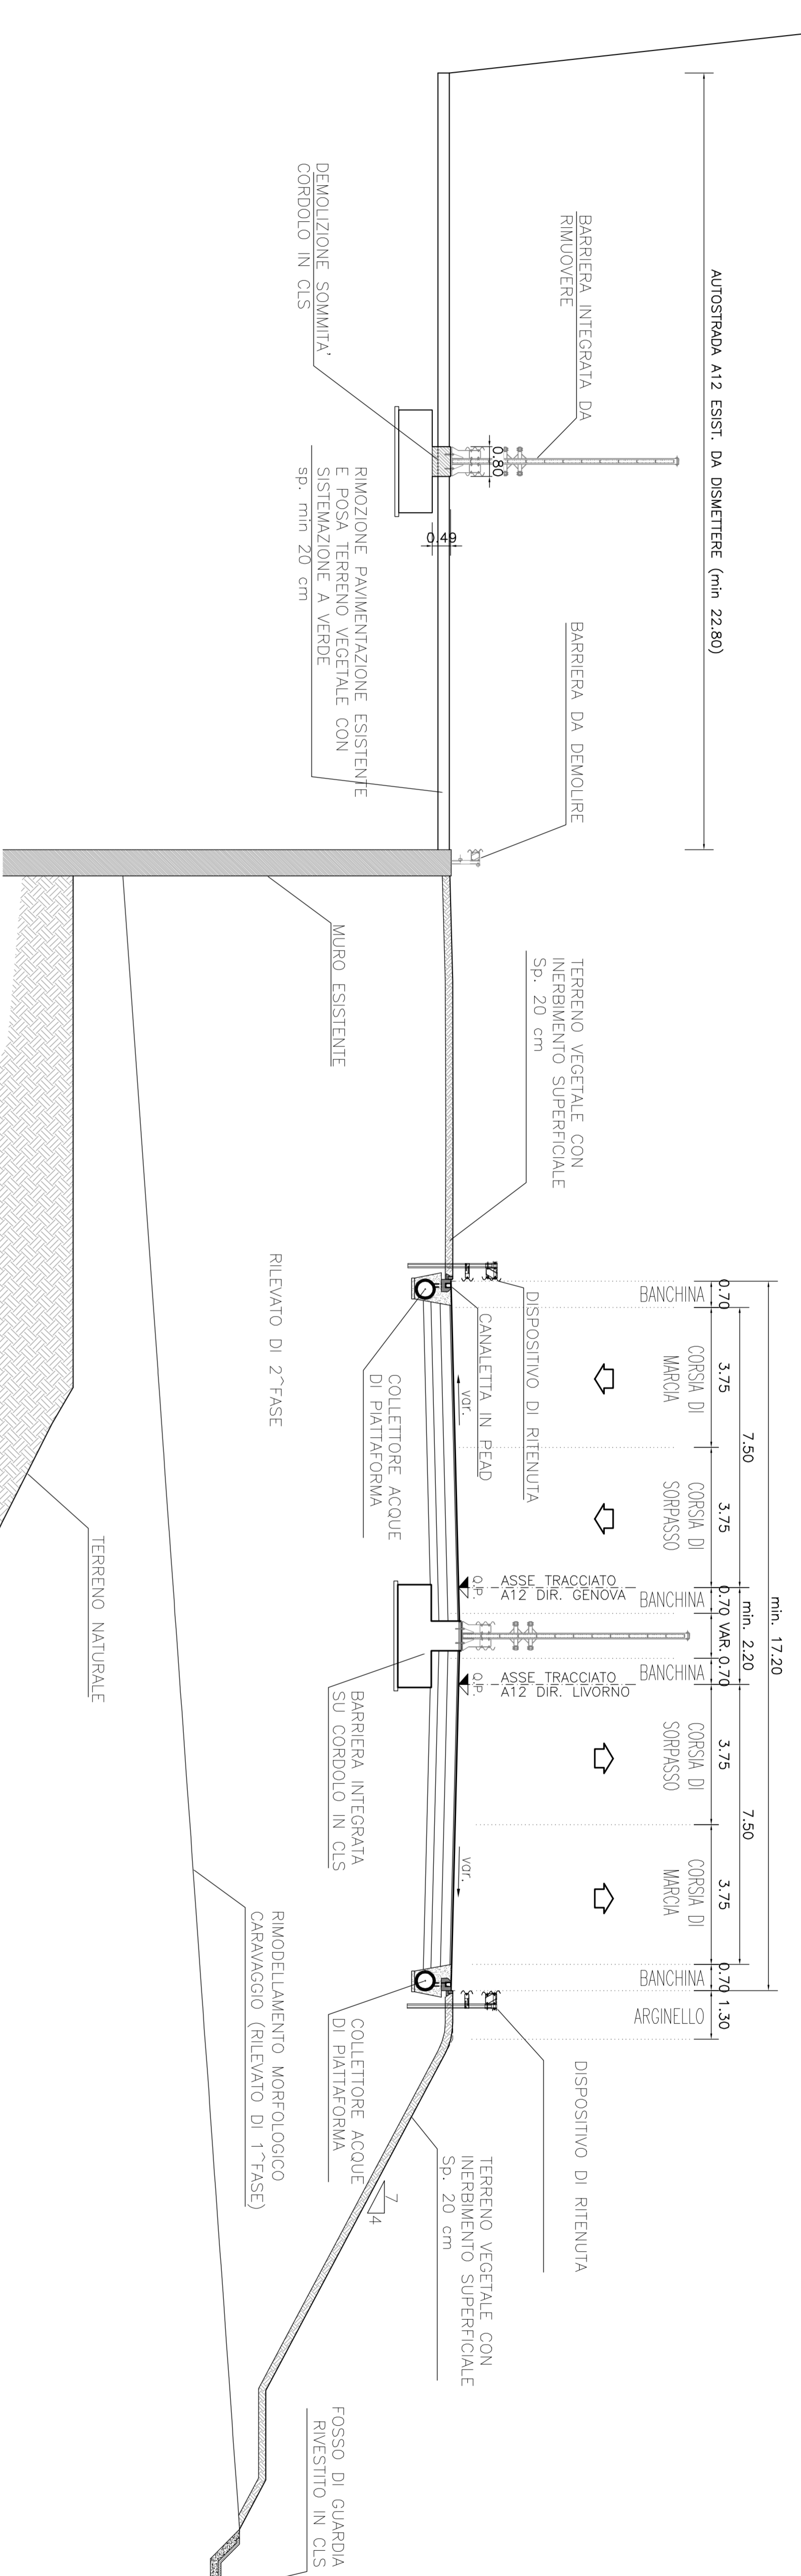 AUTOSTRADA A12 ESIST. DA DISMETTERE (min 22.80)
BARRIERA INTEGRATA DA
RIMUOVERE
0.80
0.49
DEMOLIZIONE SOMMITA'
CORDOLO IN CLS
RIMOZIONE PAVIMENTAZIONE ESISTENTE
E POSA TERRENO VEGETALE CON
SISTEMAZIONE A VERDE
sp. min 20 cm
BARRIERA DA DEMOLIRE
MURO ESISTENTE
TERRENO VEGETALE CON
INERBIMENTO SUPERFICIALE
Sp. 20 cm
min. 17.20
7.50
min. 2.20
7.50
0.70
3.75
3.75
0.70
VAR.
0.70
3.75
3.75
0.70
1.30
BANCHINA
CORSIA DI
MARCIA
CORSIA DI
SORPASSO
BANCHINA
BANCHINA
CORSIA DI
SORPASSO
CORSIA DI
MARCIA
BANCHINA
ARGINELLO
ASSE TRACCIATO
A12 DIR. GENOVA
Q.P.
ASSE TRACCIATO
A12 DIR. LIVORNO
Q.P.
DISPOSITIVO DI RITENUTA
CANALETTA IN PEAD
var.
var.
COLLETTORE ACQUE
DI PIATTAFORMA
RILEVATO DI 2^FASE
BARRIERA INTEGRATA
SU CORDOLO IN CLS
COLLETTORE ACQUE
DI PIATTAFORMA
DISPOSITIVO DI RITENUTA
TERRENO VEGETALE CON
INERBIMENTO SUPERFICIALE
Sp. 20 cm
7
4
RIMODELLAMENTO MORFOLOGICO
CARAVAGGIO (RILEVATO DI 1^FASE)
TERRENO NATURALE
FOSSO DI GUARDIA
RIVESTITO IN CLS